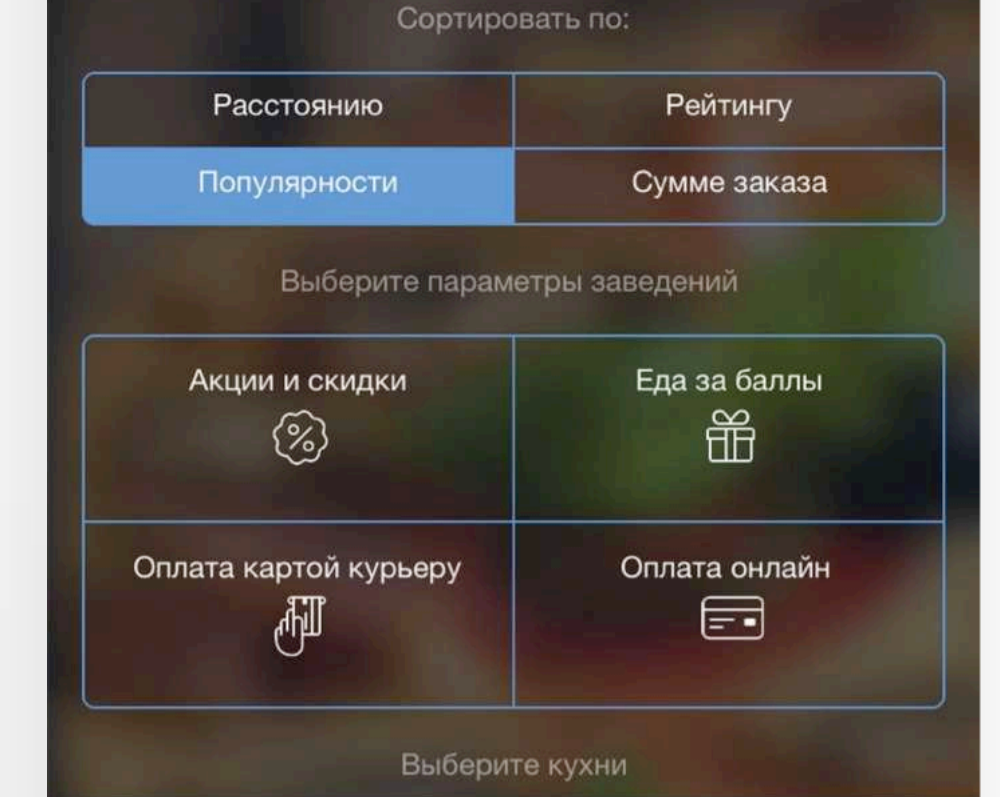 Сортировать по:
Расстоянию
Рейтингу
Популярности
Сумме заказа
Выберите параметры заведений
Акции и скидки
Еда за баллы
Оплата картой курьеру
Оплата онлайн
Выберите кухни